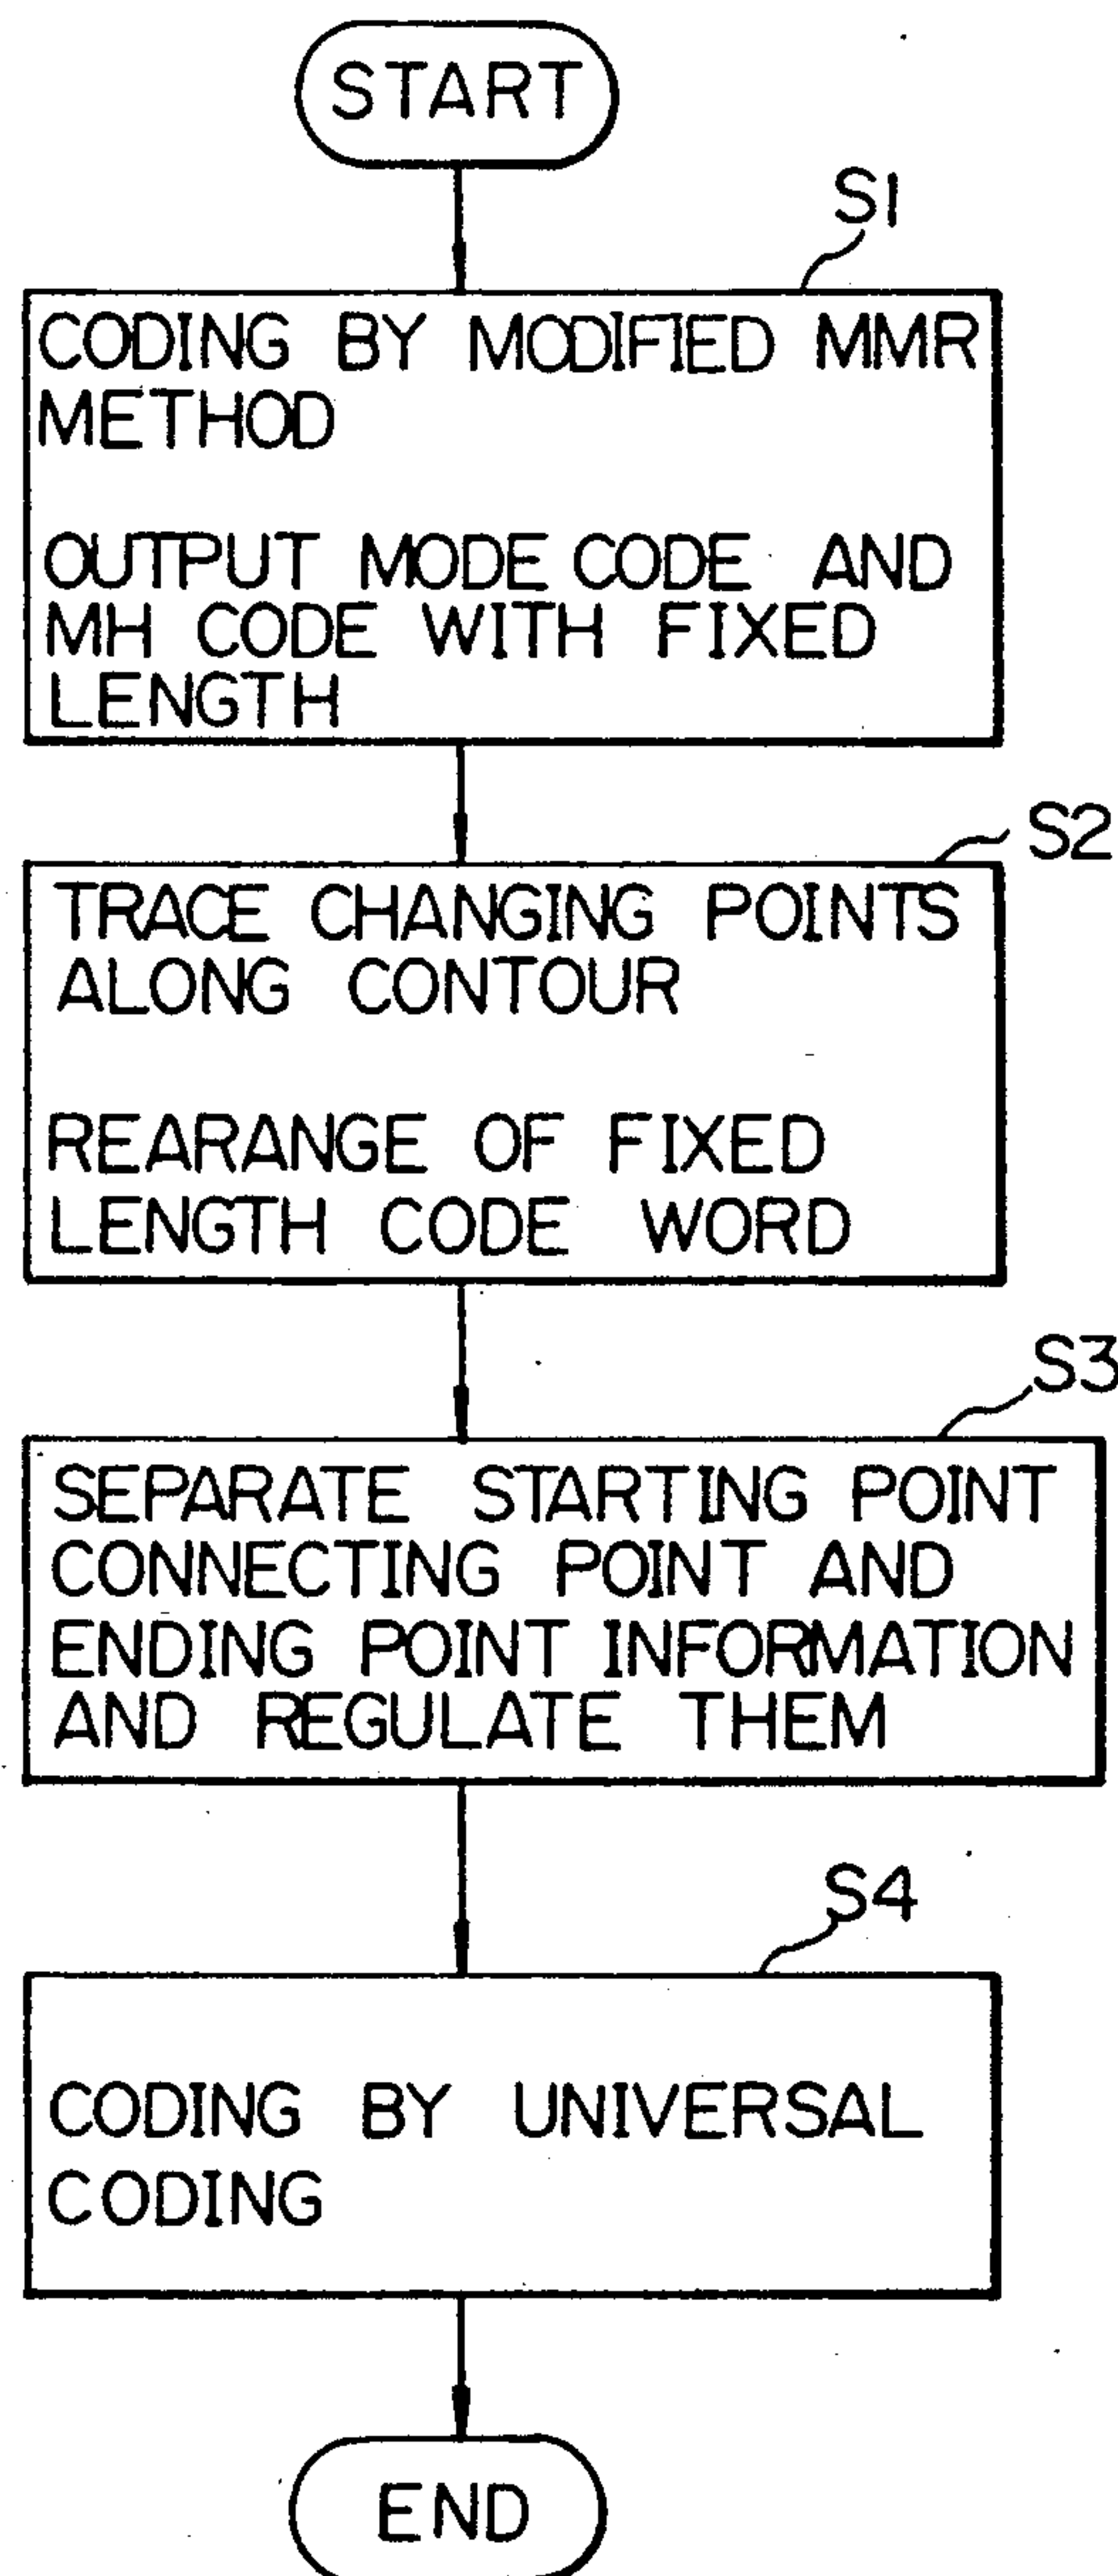 START
S1
CODING BY MODIFIED MMR
METHOD
OUTPUT MODE CODE AND
MH CODE WITH FIXED
LENGTH
S2
TRACE CHANGING POINTS
ALONG CONTOUR
REARANGE OF FIXED
LENGTH CODE WORD
S3
SEPARATE STARTING POINT
CONNECTING POINT AND
ENDING POINT INFORMATION
AND REGULATE THEM
S4
CODING BY UNIVERSAL
CODING
END